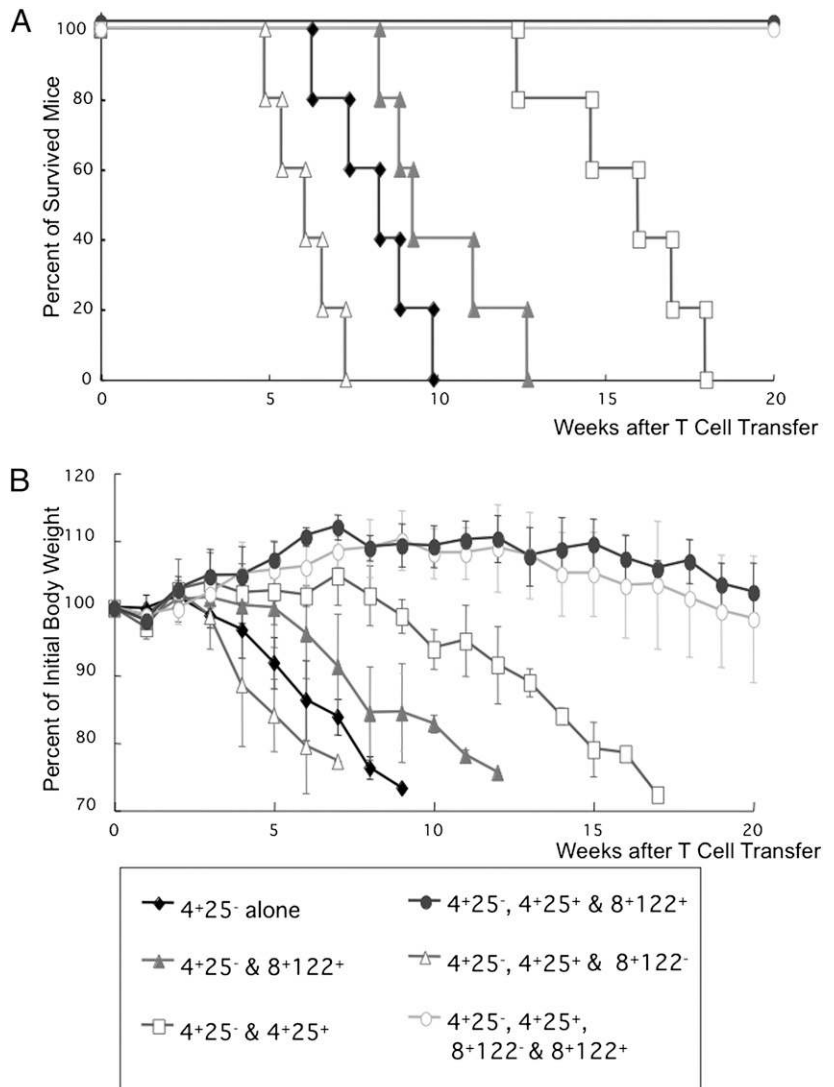 A
Percent of Survived Mice
100
80
60
40
20
0
0 5 10 15 20
Weeks after T Cell Transfer
B
Percent of Initial Body Weight
120
110
100
90
80
70
0 5 10 15 20
Weeks after T Cell Transfer
4+25- alone
4+25- & 8+122+
4+25- & 4+25+
4+25-, 4+25+ & 8+122+
4+25-, 4+25+ & 8+122-
4+25-, 4+25+,
8+122- & 8+122+